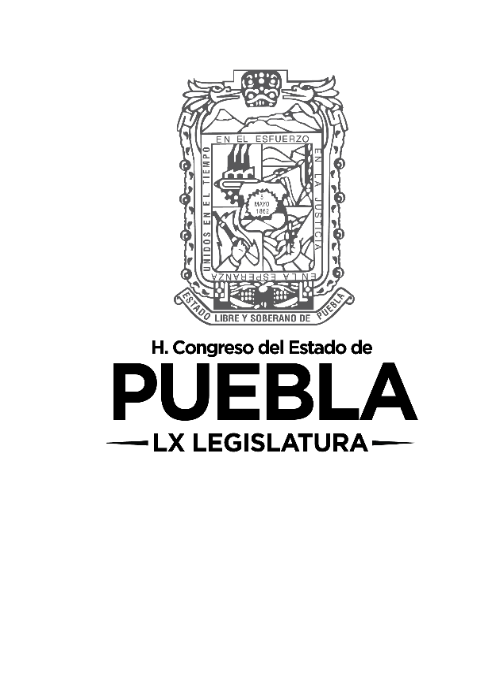 EN EL ESFUERZO
EN LA JUSTICIA
EN LA ESPERANZA
UNIDOS EN EL TIEMPO
5
MAYO
1862
ESTADO LIBRE Y SOBERANO DE PUEBLA
H. Congreso del Estado de
PUEBLA
LX LEGISLATURA